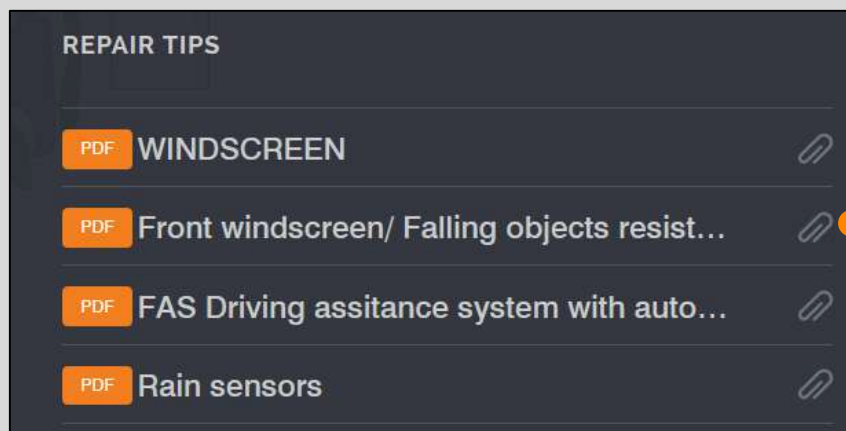 REPAIR TIPS
PDF WINDSCREEN
PDF Front windscreen/ Falling objects resist...
PDF FAS Driving assitance system with auto...
PDF Rain sensors